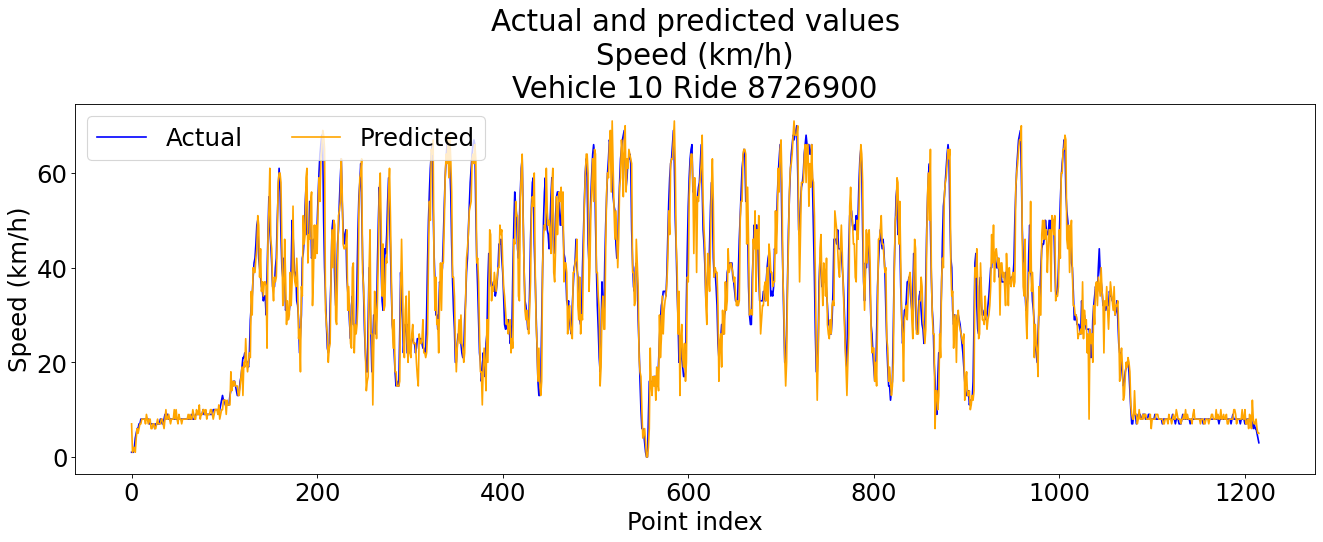 Actual and predicted values
Speed (km/h)
Vehicle 10 Ride 8726900
Actual Predicted
Speed (km/h)
60
40
20
0
0 200 400 600 800 1000 1200
Point index